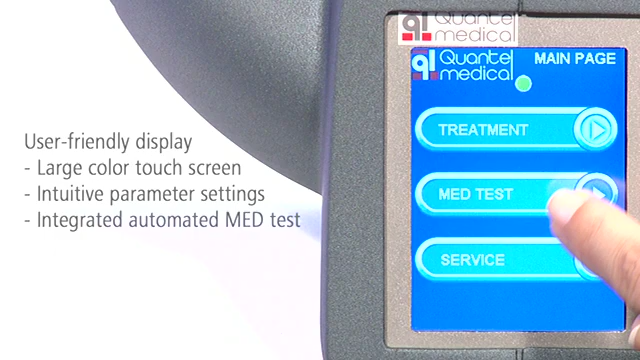 User-friendly display
- Large color touch screen
- Intuitive parameter settings
- Integrated automated MED test
Quantel
medical
Quantel
medical
MAIN PAGE
TREATMENT
MED TEST
SERVICE